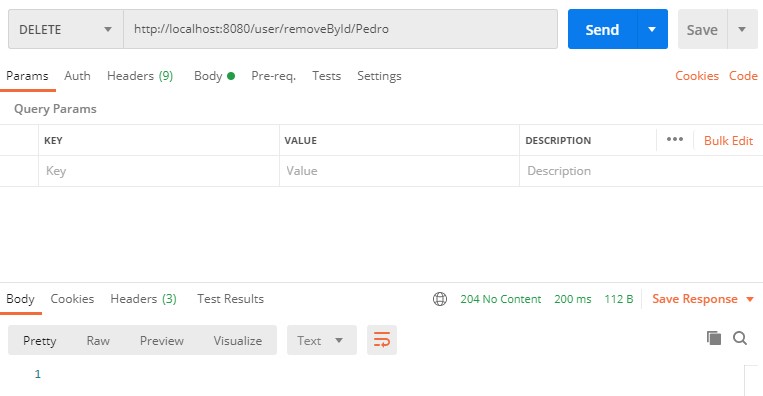 DELETE http://localhost:8080/user/removeById/Pedro Send Save
Params Auth Headers (9) Body Pre-req. Tests Settings Cookies Code
Query Params
KEY VALUE DESCRIPTION ••• Bulk Edit
Key Value Description
Body Cookies Headers (3) Test Results 204 No Content 200 ms 112 B Save Response
Pretty Raw Preview Visualize Text
1